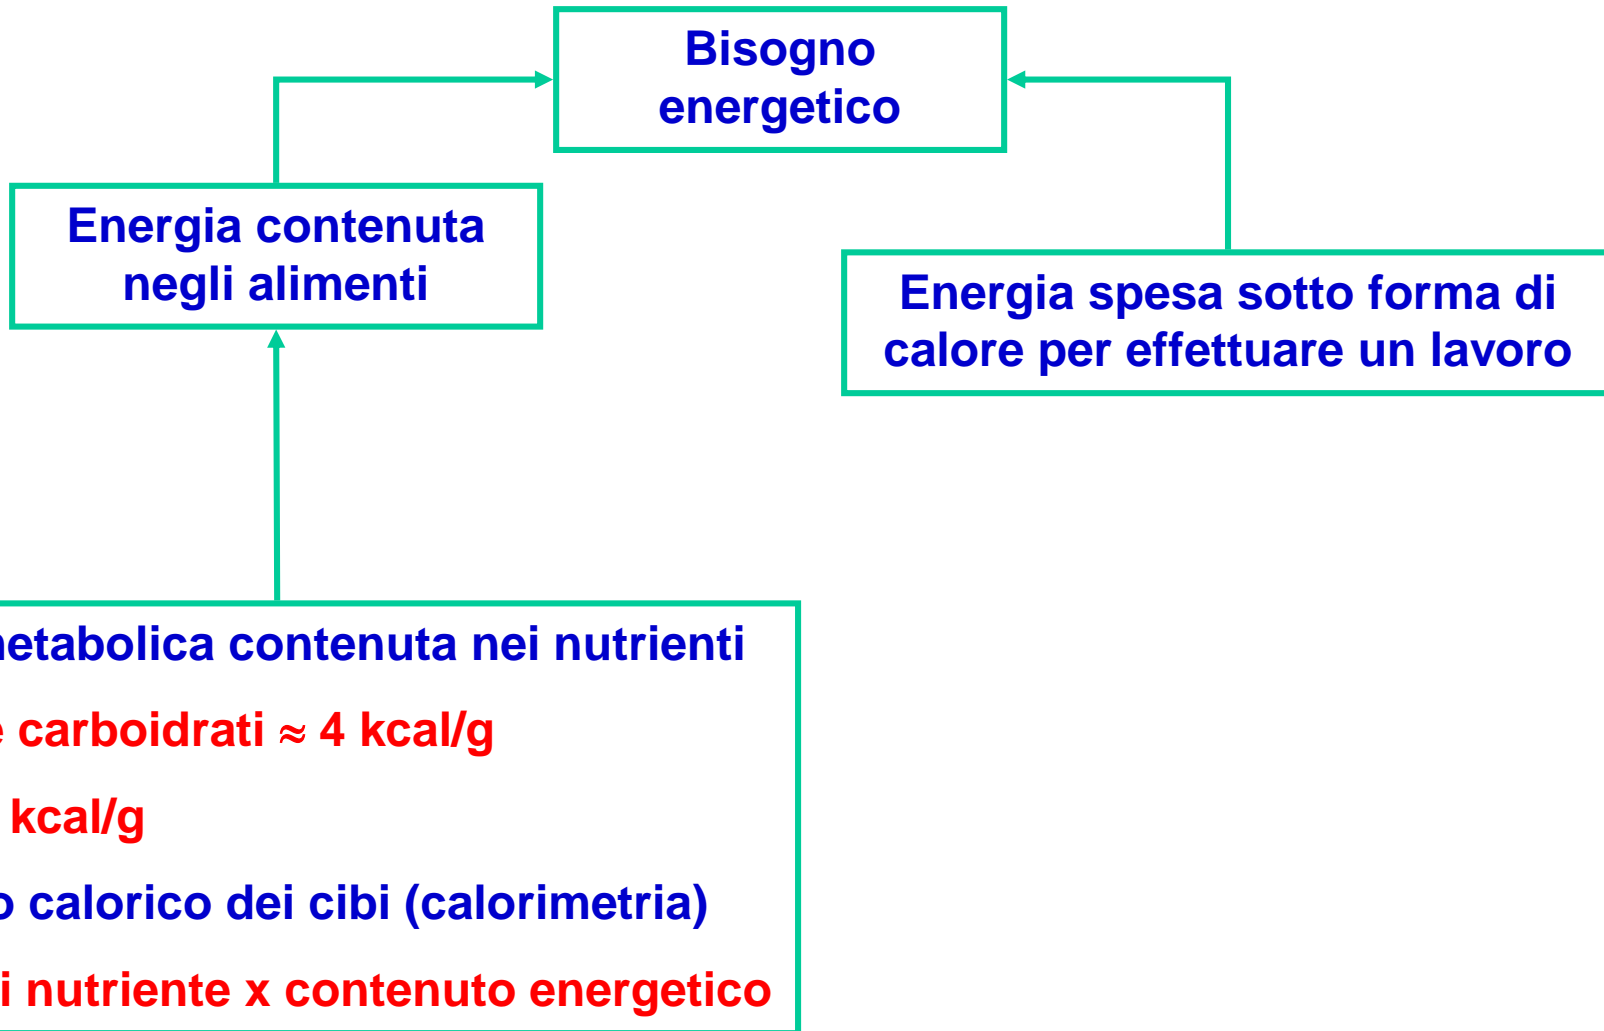 Bisogno
energetico
Energia contenuta
negli alimenti
Energia spesa sotto forma di
calore per effettuare un lavoro
metabolica contenuta nei nutrienti
e carboidrati ≈ 4 kcal/g
kcal/g
o calorico dei cibi (calorimetria)
i nutriente x contenuto energetico